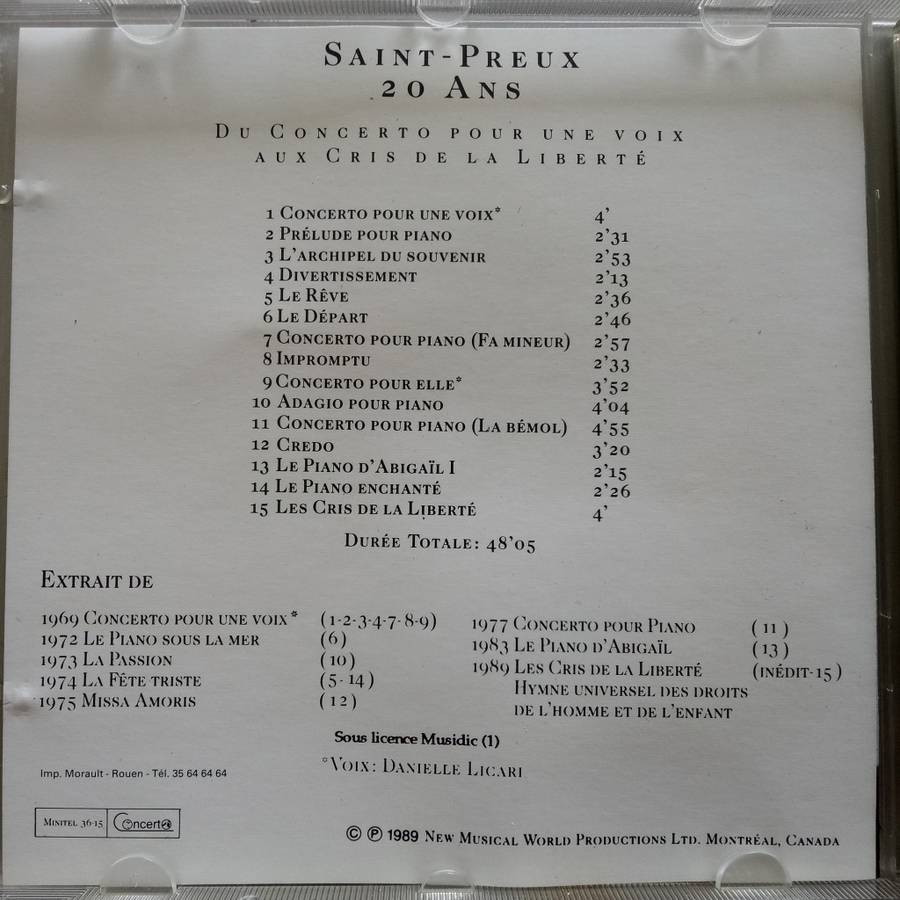 SAINT-PREUX
20 ANS
DU CONCERTO POUR UNE VOIX
AUX CRIS DE LA LIBERTÉ
1 CONCERTO POUR UNE VOIX* 4'
2 PRÉLUDE POUR PIANO 2'31
3 L'ARCHIPEL DU SOUVENIR 2'53
4 DIVERTISSEMENT 2'13
5 LE RÊVE 2'36
6 LE DÉPART 2'46
7 CONCERTO POUR PIANO (FA MINEUR) 2'57
8 IMPROMPTU 2'33
9 CONCERTO POUR ELLE* 3'52
10 ADAGIO POUR PIANO 4'04
11 CONCERTO POUR PIANO (LA BÉMOL) 4'55
12 CREDO 3'20
13 LE PIANO D'ABIGAÏL I 2'15
14 LE PIANO ENCHANTÉ 2'26
15 LES CRIS DE LA LIBERTÉ 4'
DURÉE TOTALE: 48'05
EXTRAIT DE
1969 CONCERTO POUR UNE VOIX* (1-2-3-4-7-8-9)
1972 LE PIANO SOUS LA MER (6)
1973 LA PASSION (10)
1974 LA FÊTE TRISTE (5-14)
1975 MISSA AMORIS (12)
1977 CONCERTO POUR PIANO (11)
1983 LE PIANO D'ABIGAÏL (13)
1989 LES CRIS DE LA LIBERTÉ (INÉDIT-15)
HYMNE UNIVERSEL DES DROITS
DE L'HOMME ET DE L'ENFANT
Sous licence Musidic (1)
*VOIX: DANIELLE LICARI
Imp. Morault - Rouen - Tél. 35 64 64 64
MINITEL 36-15 Concerto
© ℗ 1989 NEW MUSICAL WORLD PRODUCTIONS LTD. MONTRÉAL, CANADA